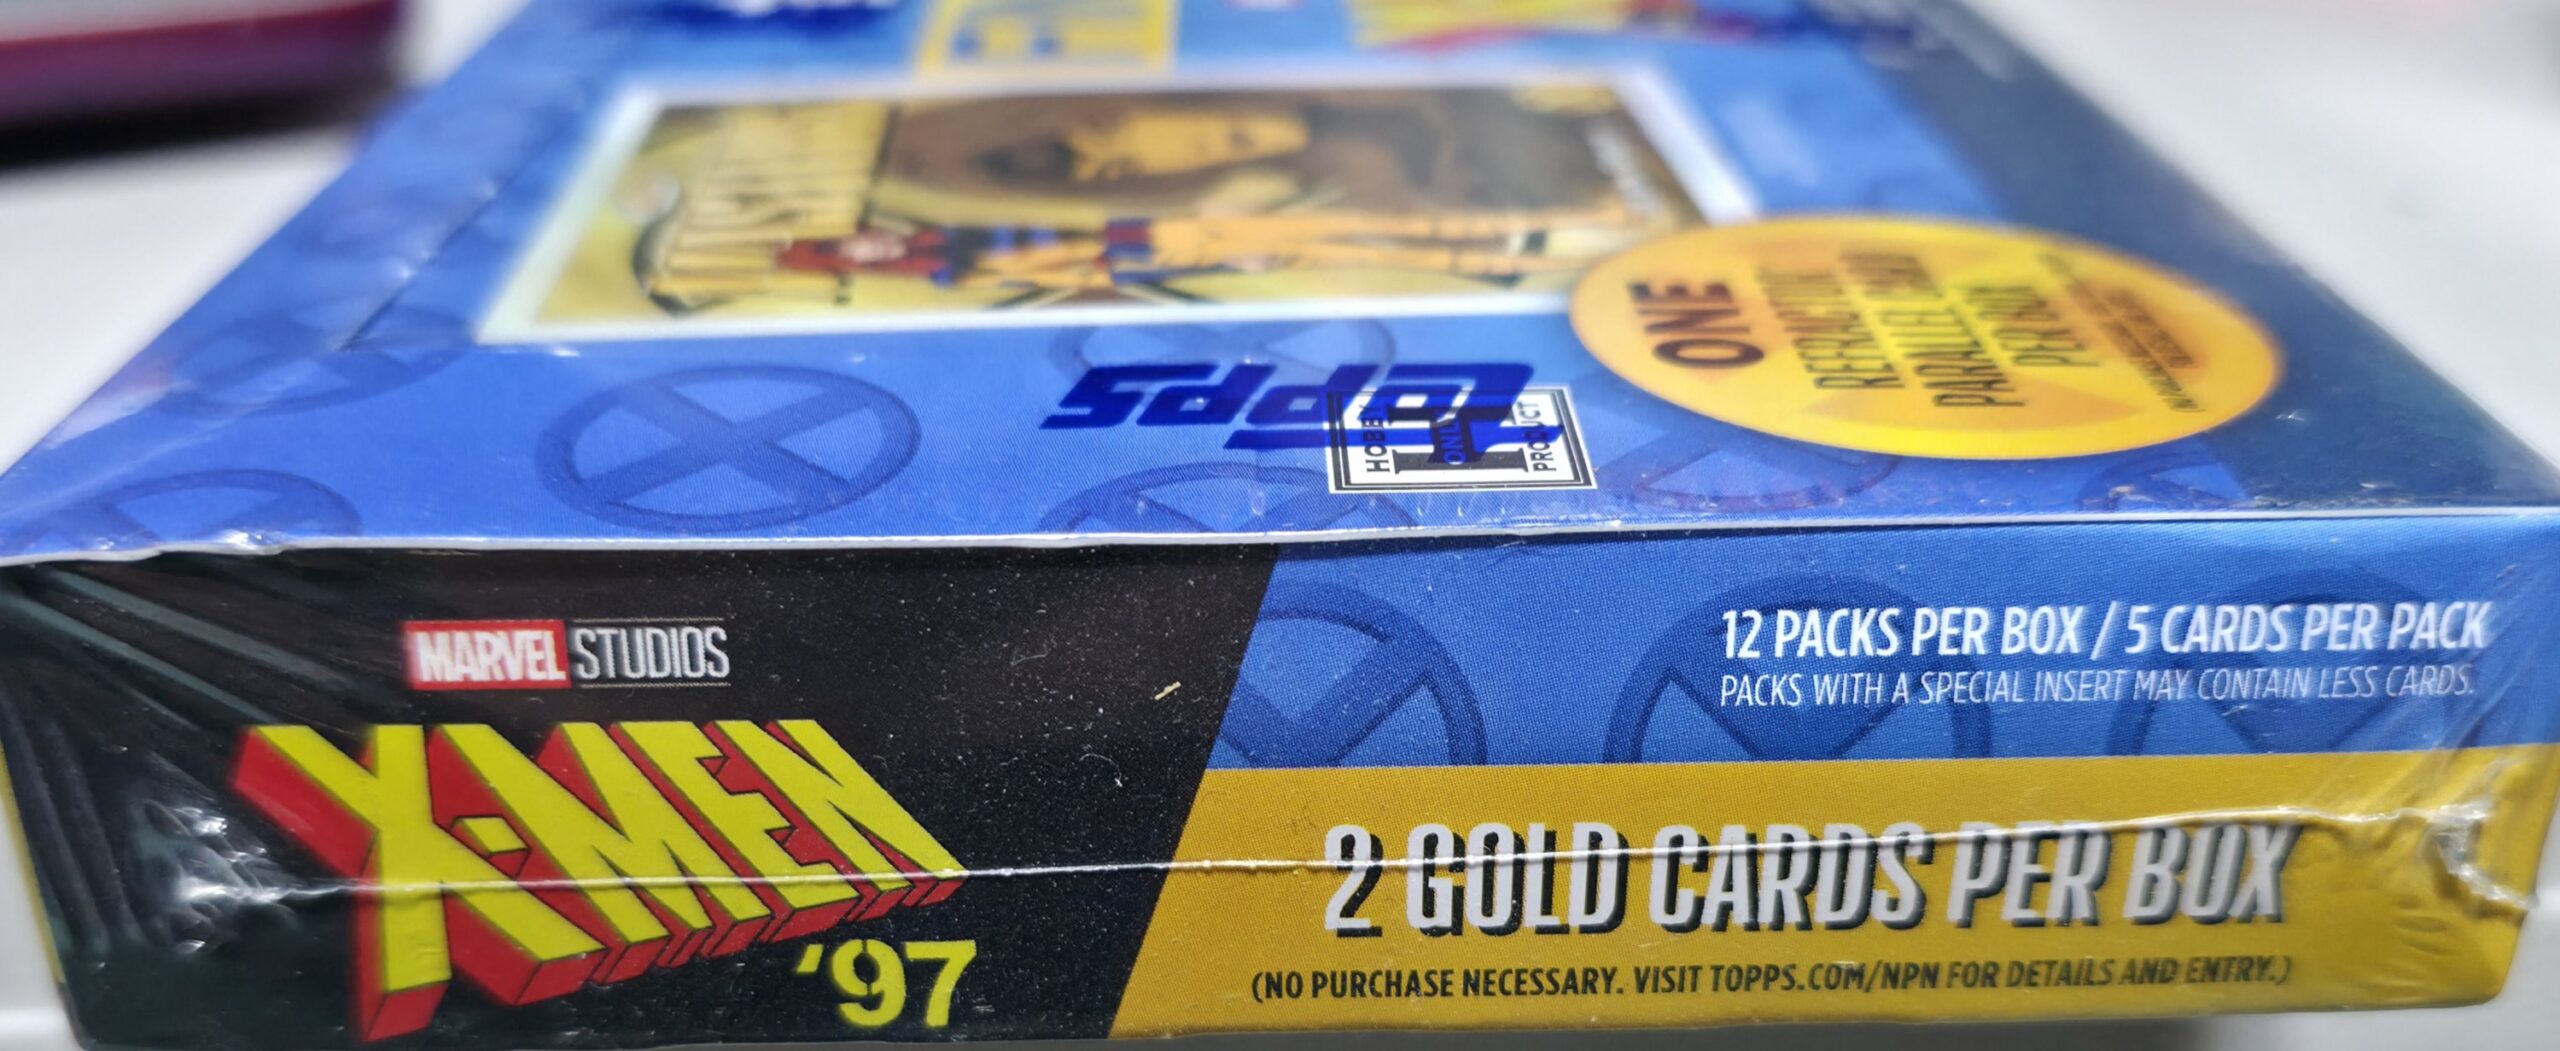 topps
HOBBY
ONLY
PRODUCT
ONE
REFRACTIVE
PARALLEL CARD
PER BOX
MARVEL STUDIOS
X-MEN
'97
12 PACKS PER BOX / 5 CARDS PER PACK
PACKS WITH A SPECIAL INSERT MAY CONTAIN LESS CARDS.
2 GOLD CARDS PER BOX
(NO PURCHASE NECESSARY. VISIT TOPPS.COM/NPN FOR DETAILS AND ENTRY.)